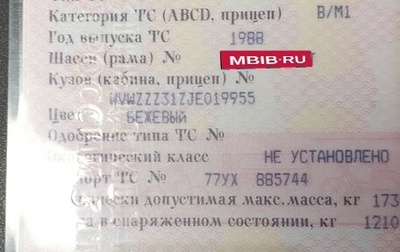 Категория ТС (ABCD, прицеп) B/M1
Год выпуска ТС 1988
Шасси (рама) № MBIB.RU
Кузов (кабина, прицеп) №
WVWZZZ31ZJE019955
Цвет БЕЖЕВЫЙ
Одобрение типа ТС №
класс НЕ УСТАНОВЛЕНО
ТС № 77УХ 885744
допустимая макс.масса, кг 173
в снаряженном состоянии, кг 1210